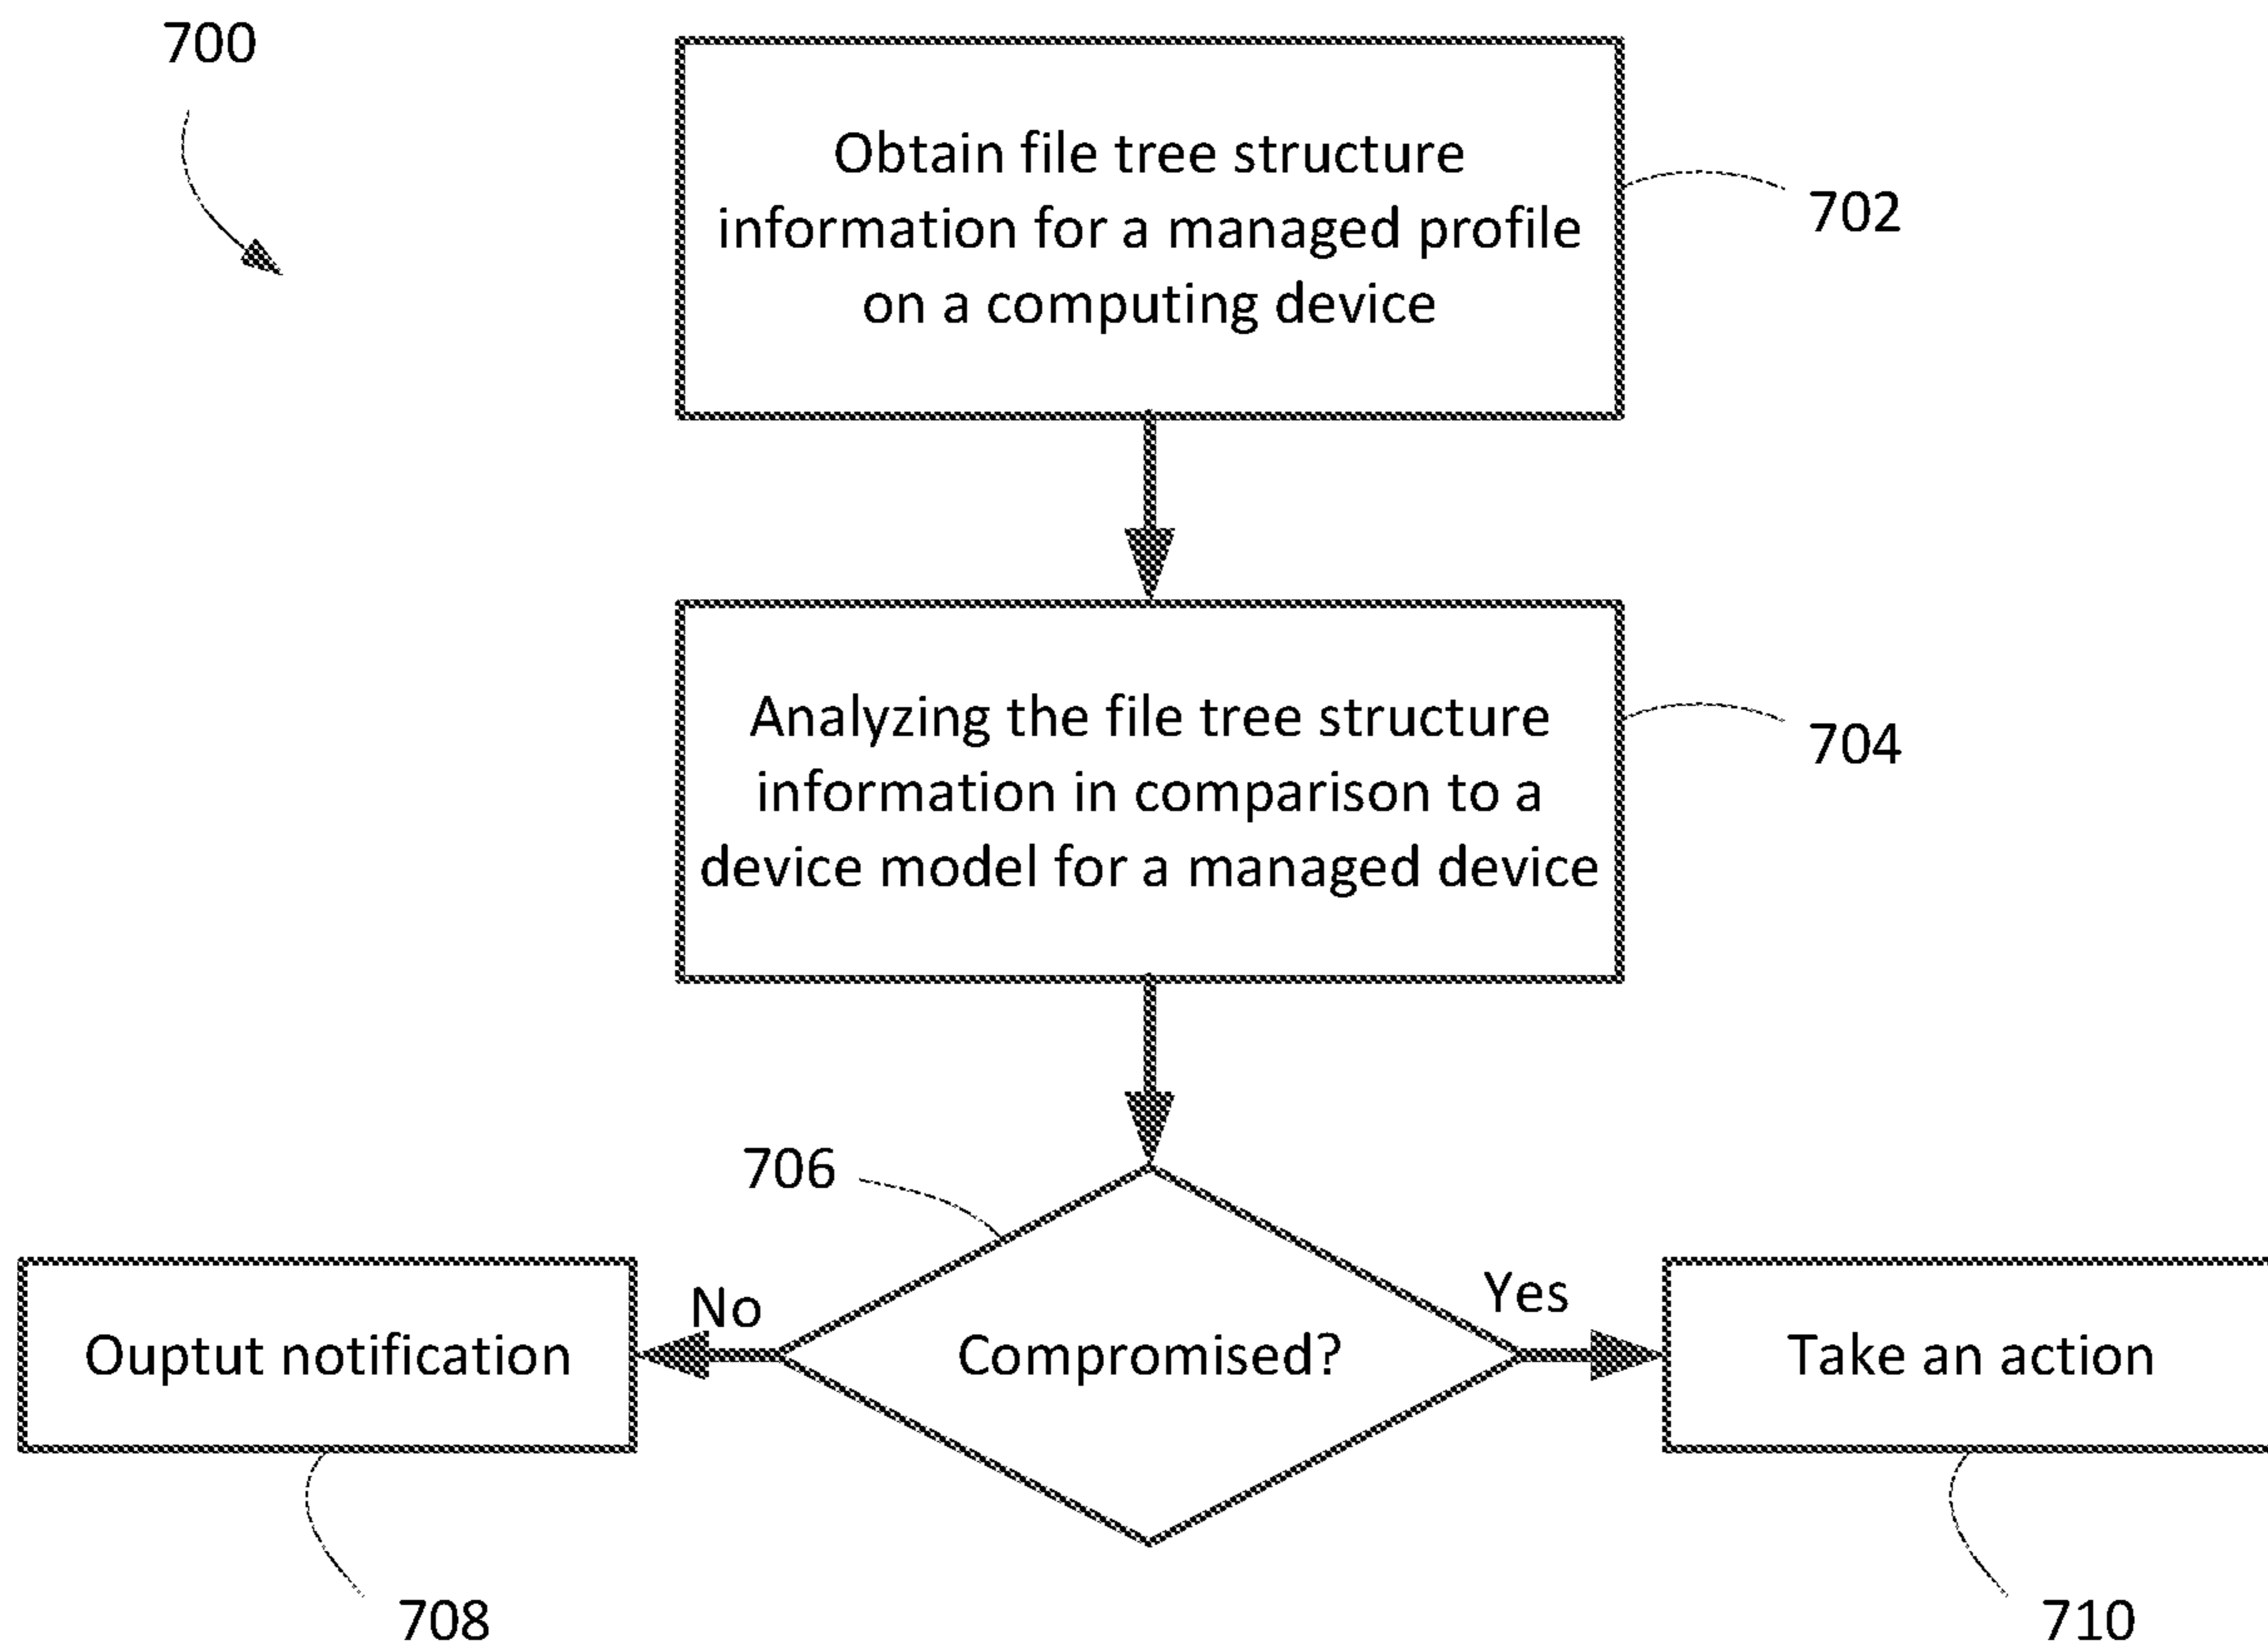 700
Obtain file tree structure
information for a managed profile
on a computing device
702
Analyzing the file tree structure
information in comparison to a
device model for a managed device
704
706
No
Yes
Ouptut notification
Compromised?
Take an action
708
710